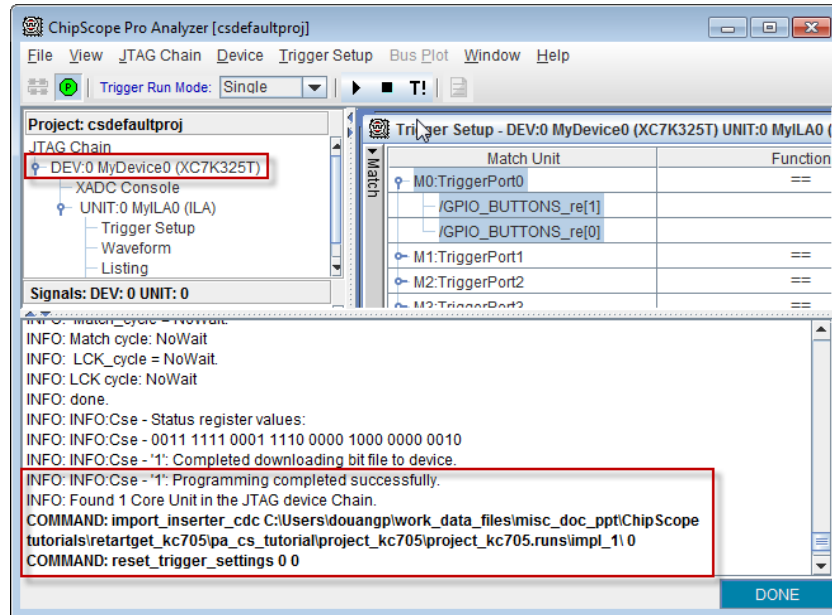 ChipScope Pro Analyzer [csdefaultproj]
File View JTAG Chain Device Trigger Setup Bus Plot Window Help
Trigger Run Mode: Single T!
Project: csdefaultproj
JTAG Chain
DEV:0 MyDevice0 (XC7K325T)
XADC Console
UNIT:0 MyILA0 (ILA)
Trigger Setup
Waveform
Listing
Signals: DEV: 0 UNIT: 0
Trigger Setup - DEV:0 MyDevice0 (XC7K325T) UNIT:0 MyILA0 (
Match
Match Unit Function
M0:TriggerPort0 ==
/GPIO_BUTTONS_re[1]
/GPIO_BUTTONS_re[0]
M1:TriggerPort1 ==
M2:TriggerPort2 ==
M3:TriggerPort3 ==
INFO: Match_cycle = NoWait.
INFO: Match cycle: NoWait
INFO: LCK_cycle = NoWait.
INFO: LCK cycle: NoWait
INFO: done.
INFO: INFO:Cse - Status register values:
INFO: INFO:Cse - 0011 1111 0001 1110 0000 1000 0000 0010
INFO: INFO:Cse - '1': Completed downloading bit file to device.
INFO: INFO:Cse - '1': Programming completed successfully.
INFO: Found 1 Core Unit in the JTAG device Chain.
COMMAND: import_inserter_cdc C:\Users\douangp\work_data_files\misc_doc_ppt\ChipScope
tutorials\retartget_kc705\pa_cs_tutorial\project_kc705\project_kc705.runs\impl_1\ 0
COMMAND: reset_trigger_settings 0 0
DONE